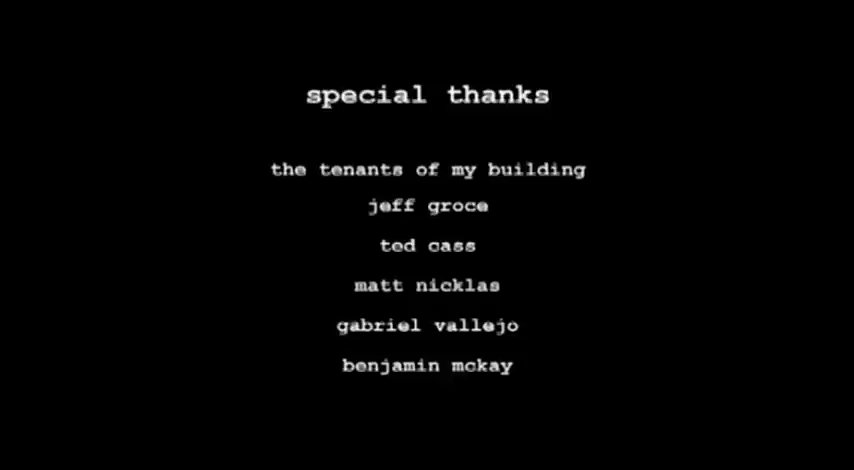 special thanks
the tenants of my building
jeff groce
ted cass
matt nicklas
gabriel vallejo
benjamin mckay